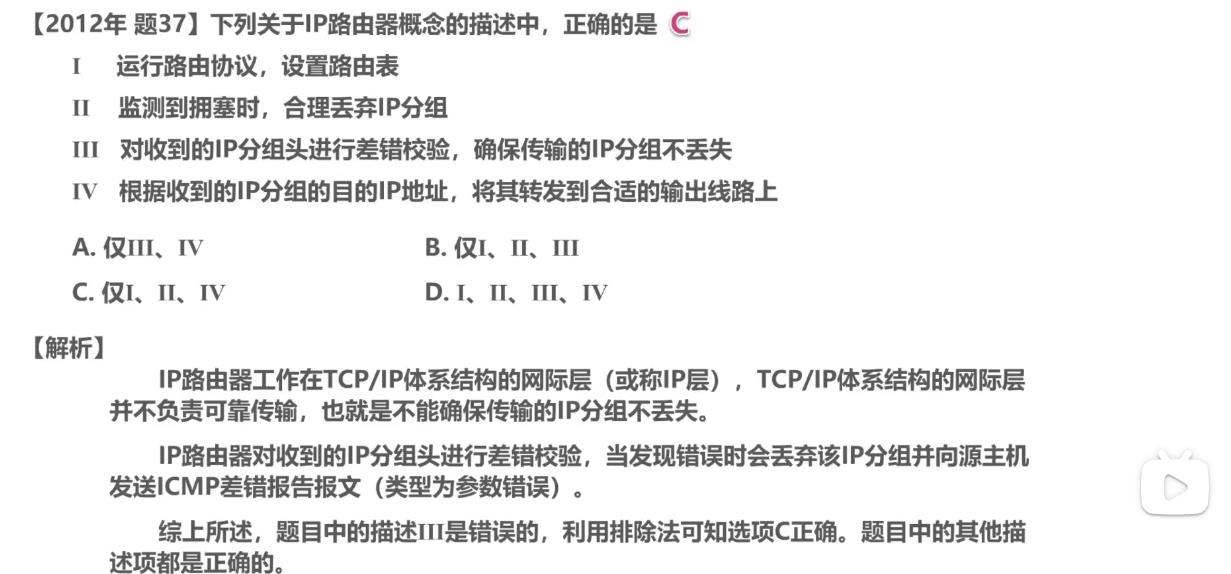 【2012年 题37】下列关于IP路由器概念的描述中，正确的是 C
I 运行路由协议，设置路由表
II 监测到拥塞时，合理丢弃IP分组
III 对收到的IP分组头进行差错校验，确保传输的IP分组不丢失
IV 根据收到的IP分组的目的IP地址，将其转发到合适的输出线路上
A. 仅III、IV B. 仅I、II、III
C. 仅I、II、IV D. I、II、III、IV
【解析】
IP路由器工作在TCP/IP体系结构的网际层（或称IP层），TCP/IP体系结构的网际层
并不负责可靠传输，也就是不能确保传输的IP分组不丢失。
IP路由器对收到的IP分组头进行差错校验，当发现错误时会丢弃该IP分组并向源主机
发送ICMP差错报告报文（类型为参数错误）。
综上所述，题目中的描述III是错误的，利用排除法可知选项C正确。题目中的其他描
述项都是正确的。